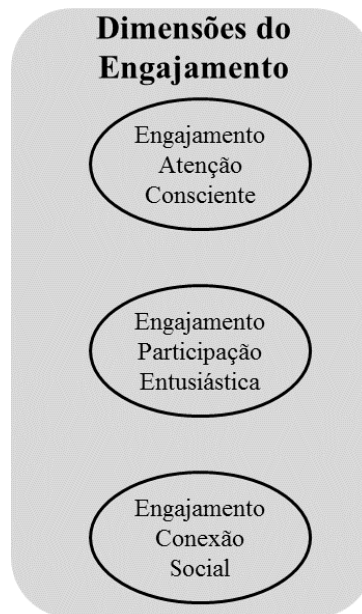 Dimensões do
Engajamento
Engajamento
Atenção
Consciente
Engajamento
Participação
Entusiástica
Engajamento
Conexão
Social